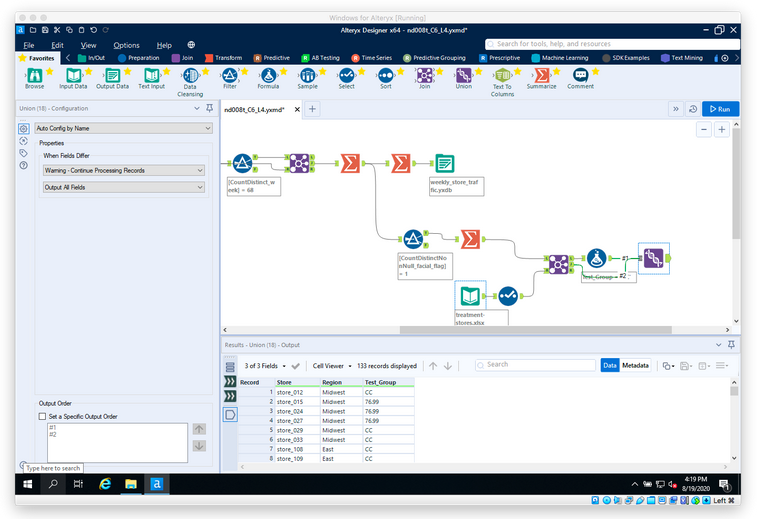 Windows for Alteryx [Running]
Alteryx Designer x64 - nd008t_C6_L4.yxmd*
File Edit View Options Help
Search for tools, help, and resources
Favorites In/Out Preparation Join Transform Predictive AB Testing Time Series Predictive Grouping Prescriptive Machine Learning SDK Examples Text Mining
Browse Input Data Output Data Text Input Data Cleansing Filter Formula Sample Select Sort Join Union Text To Columns Summarize Comment
Union (18) - Configuration
nd008t_C6_L4.yxmd*
Run
Auto Config by Name
Properties
When Fields Differ
Warning - Continue Processing Records
Output All Fields
[CountDistinct_week] = 68
weekly_store_traffic.yxdb
[CountDistinctNonNull_facial_flag] = 1
#1
Test_Group = #2
treatment-stores.xlsx
Results - Union (18) - Output
3 of 3 Fields Cell Viewer 133 records displayed Search Data Metadata
Record Store Region Test_Group
1 store_012 Midwest CC
2 store_015 Midwest 76.99
3 store_024 Midwest 76.99
4 store_027 Midwest 76.99
5 store_029 Midwest CC
6 store_033 Midwest CC
7 store_108 East CC
8 store_109 East CC
Output Order
Set a Specific Output Order
#1
#2
Type here to search
4:19 PM
8/19/2020
1
Left ⌘